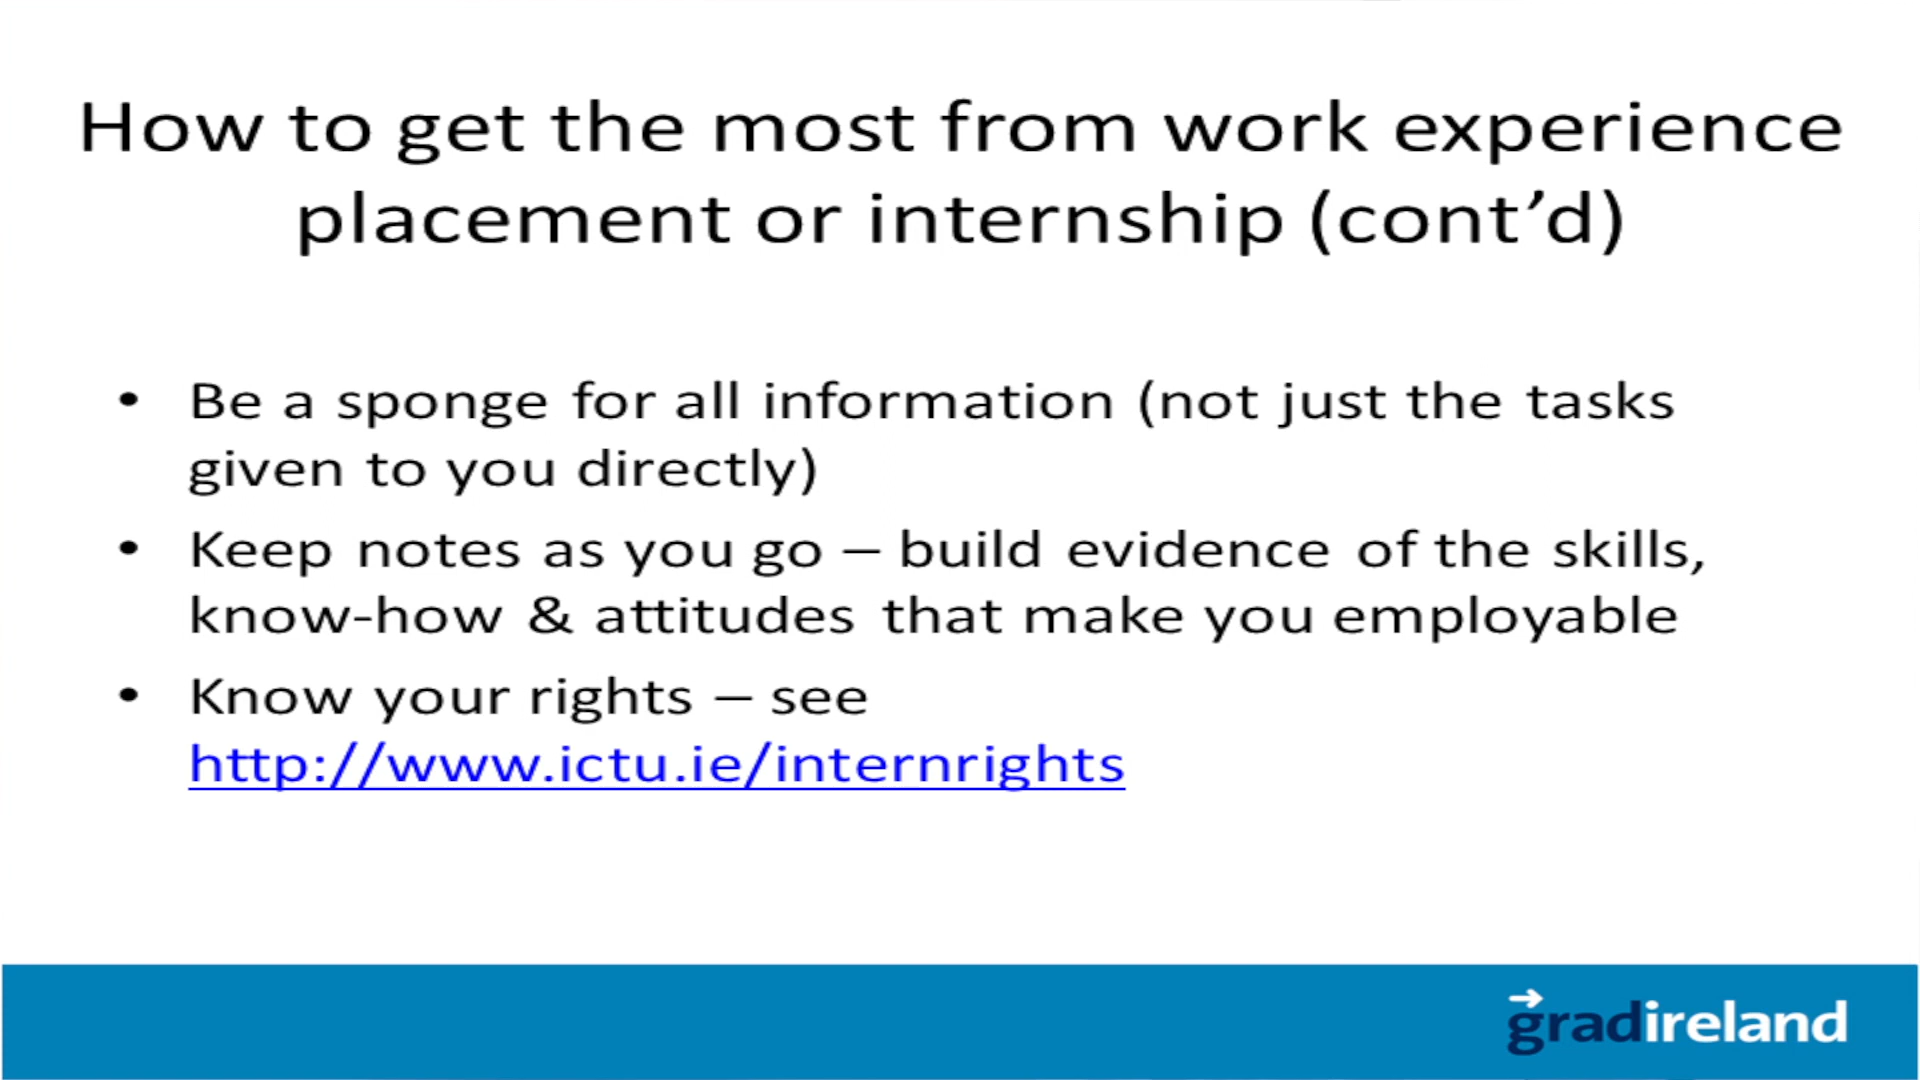 How to get the most from work experience
placement or internship (cont’d)
• Be a sponge for all information (not just the tasks
given to you directly)
• Keep notes as you go – build evidence of the skills,
know-how & attitudes that make you employable
• Know your rights – see
http://www.ictu.ie/internrights
gradireland